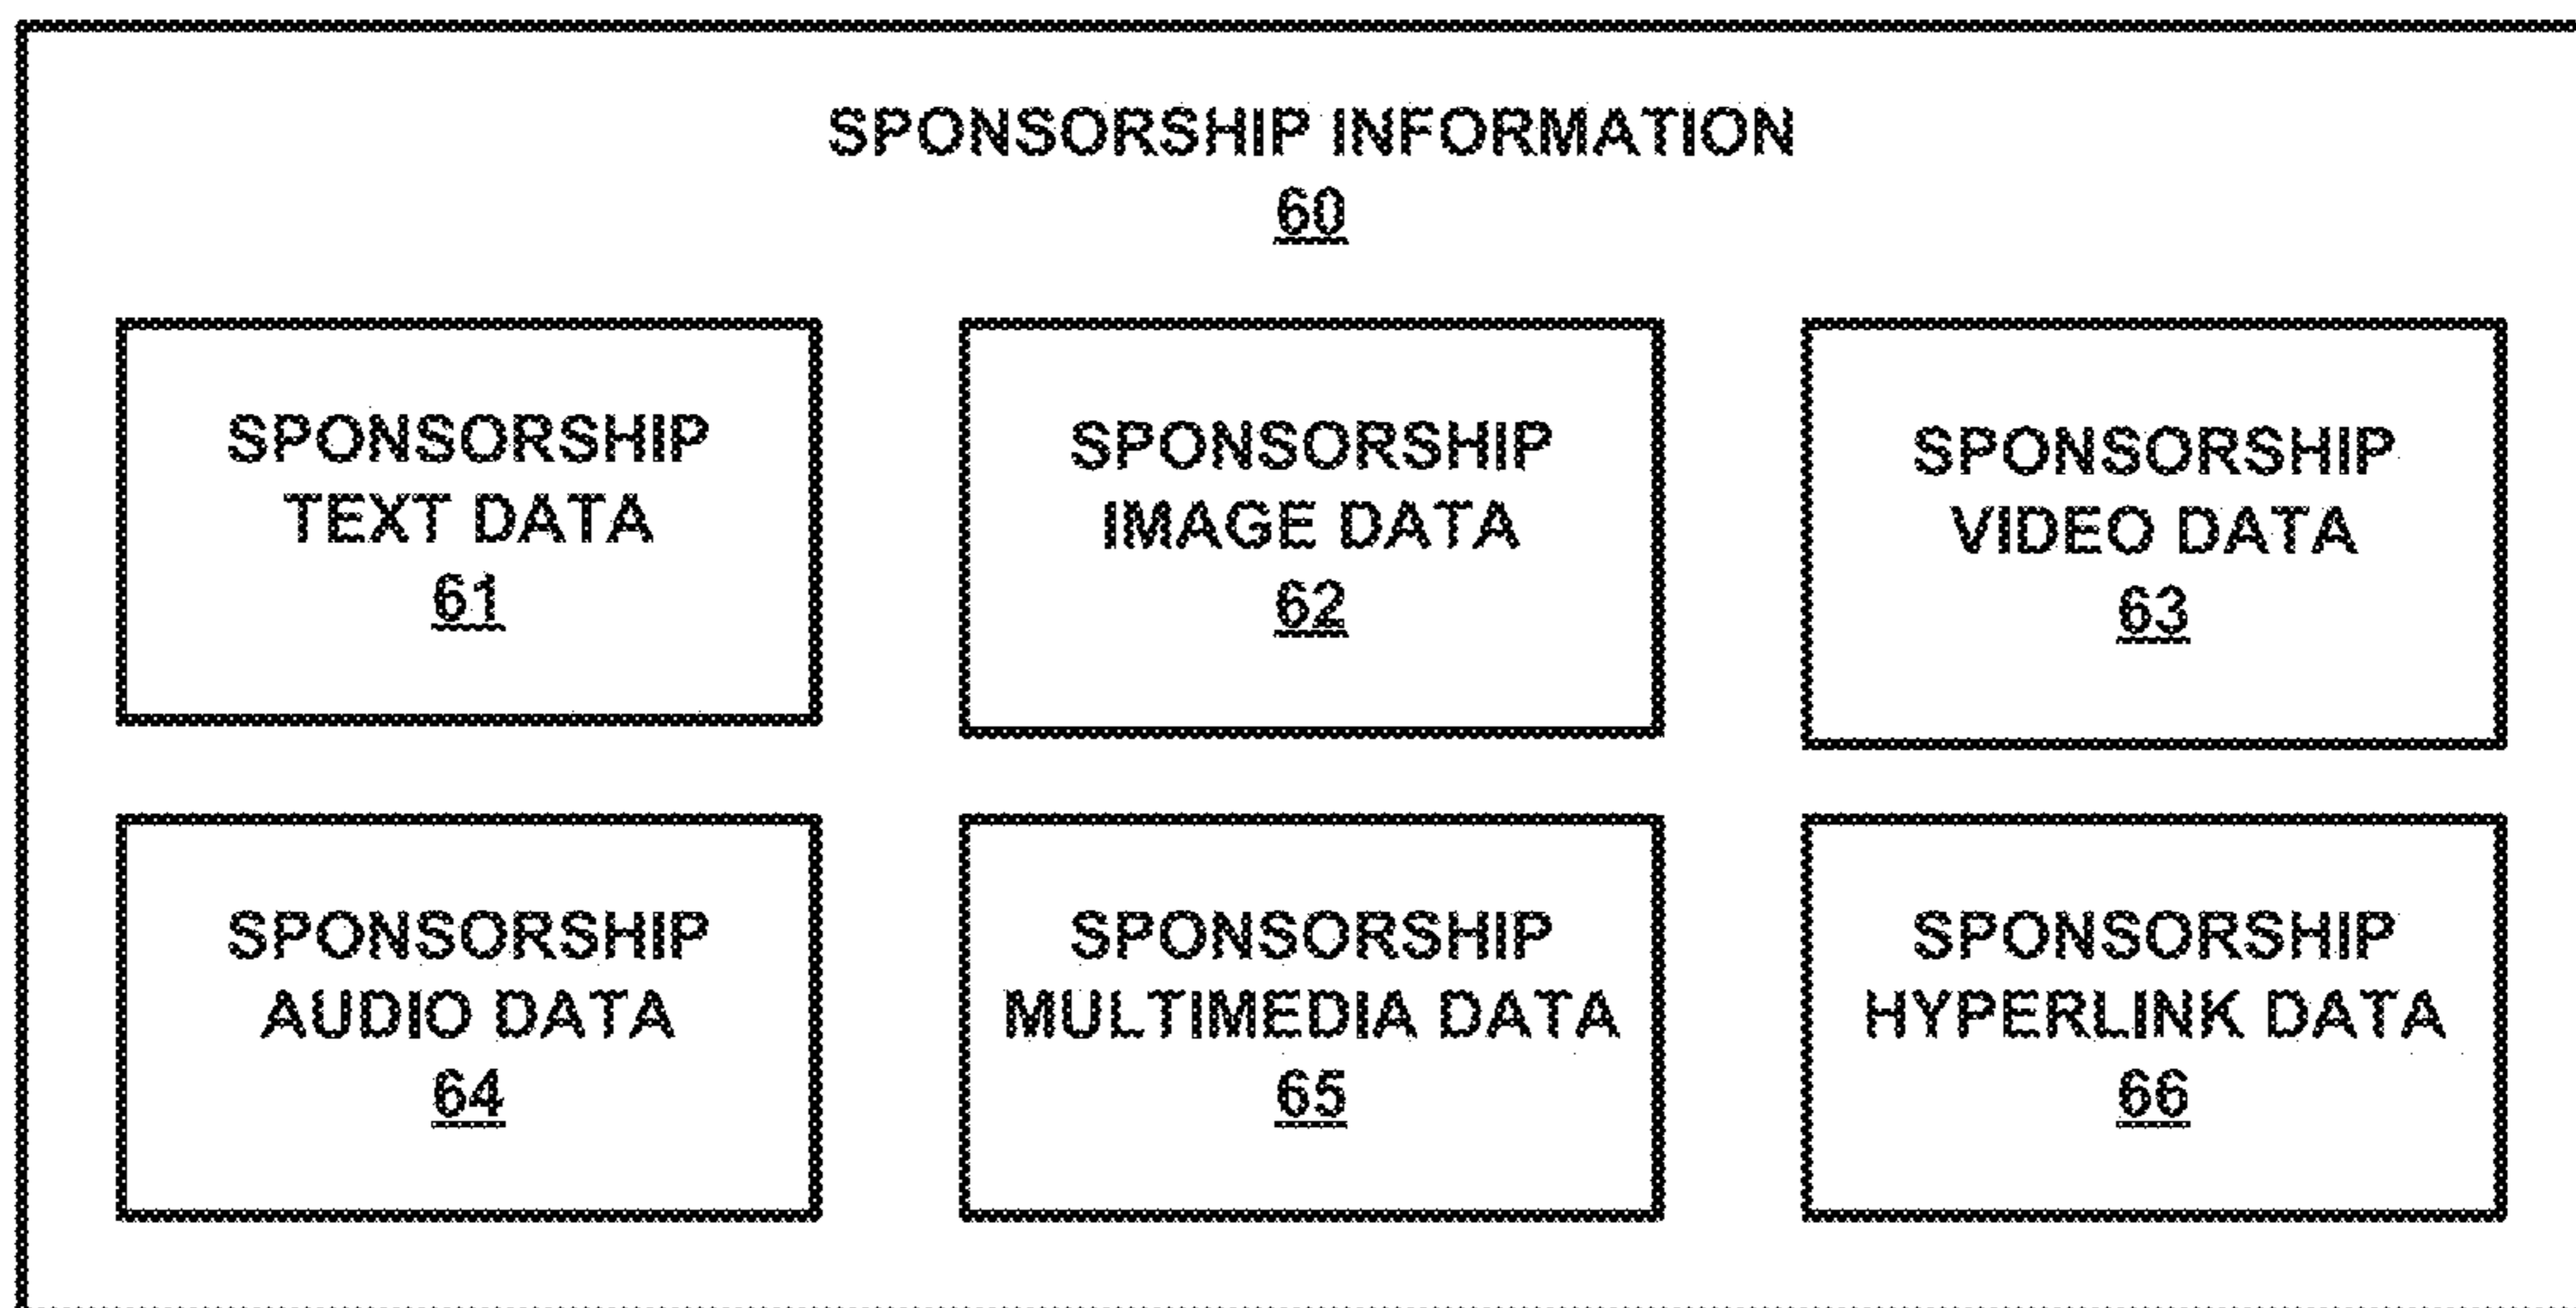 SPONSORSHIP INFORMATION
60
SPONSORSHIP
TEXT DATA
61
SPONSORSHIP
IMAGE DATA
62
SPONSORSHIP
VIDEO DATA
63
SPONSORSHIP
AUDIO DATA
64
SPONSORSHIP
MULTIMEDIA DATA
65
SPONSORSHIP
HYPERLINK DATA
66